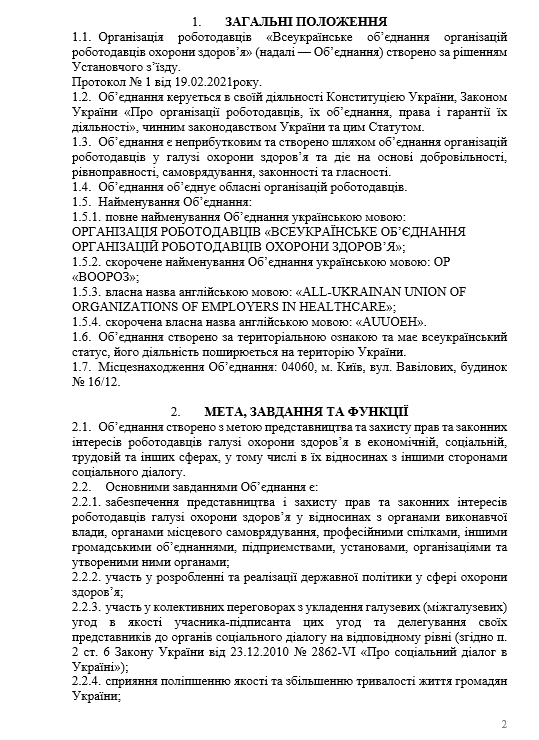 1. ЗАГАЛЬНІ ПОЛОЖЕННЯ
1.1. Організація роботодавців «Всеукраїнське об’єднання організацій
роботодавців охорони здоров’я» (надалі — Об’єднання) створено за рішенням
Установчого з’їзду.
Протокол № 1 від 19.02.2021року.
1.2. Об’єднання керується в своїй діяльності Конституцією України, Законом
України «Про організації роботодавців, їх об’єднання, права і гарантії їх
діяльності», чинним законодавством України та цим Статутом.
1.3. Об’єднання є неприбутковим та створено шляхом об’єднання організацій
роботодавців у галузі охорони здоров’я та діє на основі добровільності,
рівноправності, самоврядування, законності та гласності.
1.4. Об’єднання об’єднує обласні організацій роботодавців.
1.5. Найменування Об’єднання:
1.5.1. повне найменування Об’єднання українською мовою:
ОРГАНІЗАЦІЯ РОБОТОДАВЦІВ «ВСЕУКРАЇНСЬКЕ ОБ’ЄДНАННЯ
ОРГАНІЗАЦІЙ РОБОТОДАВЦІВ ОХОРОНИ ЗДОРОВ’Я»;
1.5.2. скорочене найменування Об’єднання українською мовою: ОР
«ВООРОЗ»;
1.5.3. власна назва англійською мовою: «ALL-UKRAINAN UNION OF
ORGANIZATIONS OF EMPLOYERS IN HEALTHCARE»;
1.5.4. скорочена власна назва англійською мовою: «AUUOEH».
1.6. Об’єднання створено за територіальною ознакою та має всеукраїнський
статус, його діяльність поширюється на територію України.
1.7. Місцезнаходження Об’єднання: 04060, м. Київ, вул. Вавілових, будинок
№ 16/12.
2. МЕТА, ЗАВДАННЯ ТА ФУНКЦІЇ
2.1. Об’єднання створено з метою представництва та захисту прав та законних
інтересів роботодавців галузі охорони здоров’я в економічній, соціальній,
трудовій та інших сферах, у тому числі в їх відносинах з іншими сторонами
соціального діалогу.
2.2. Основними завданнями Об’єднання є:
2.2.1. забезпечення представництва і захисту прав та законних інтересів
роботодавців галузі охорони здоров’я у відносинах з органами виконавчої
влади, органами місцевого самоврядування, професійними спілками, іншими
громадськими об’єднаннями, підприємствами, установами, організаціями та
утвореними ними органами;
2.2.2. участь у розробленні та реалізації державної політики у сфері охорони
здоров’я;
2.2.3. участь у колективних переговорах з укладення галузевих (міжгалузевих)
угод в якості учасника-підписанта цих угод та делегування своїх
представників до органів соціального діалогу на відповідному рівні (згідно п.
2 ст. 6 Закону України від 23.12.2010 № 2862-VI «Про соціальний діалог в
Україні»);
2.2.4. сприяння поліпшенню якості та збільшенню тривалості життя громадян
України;
2